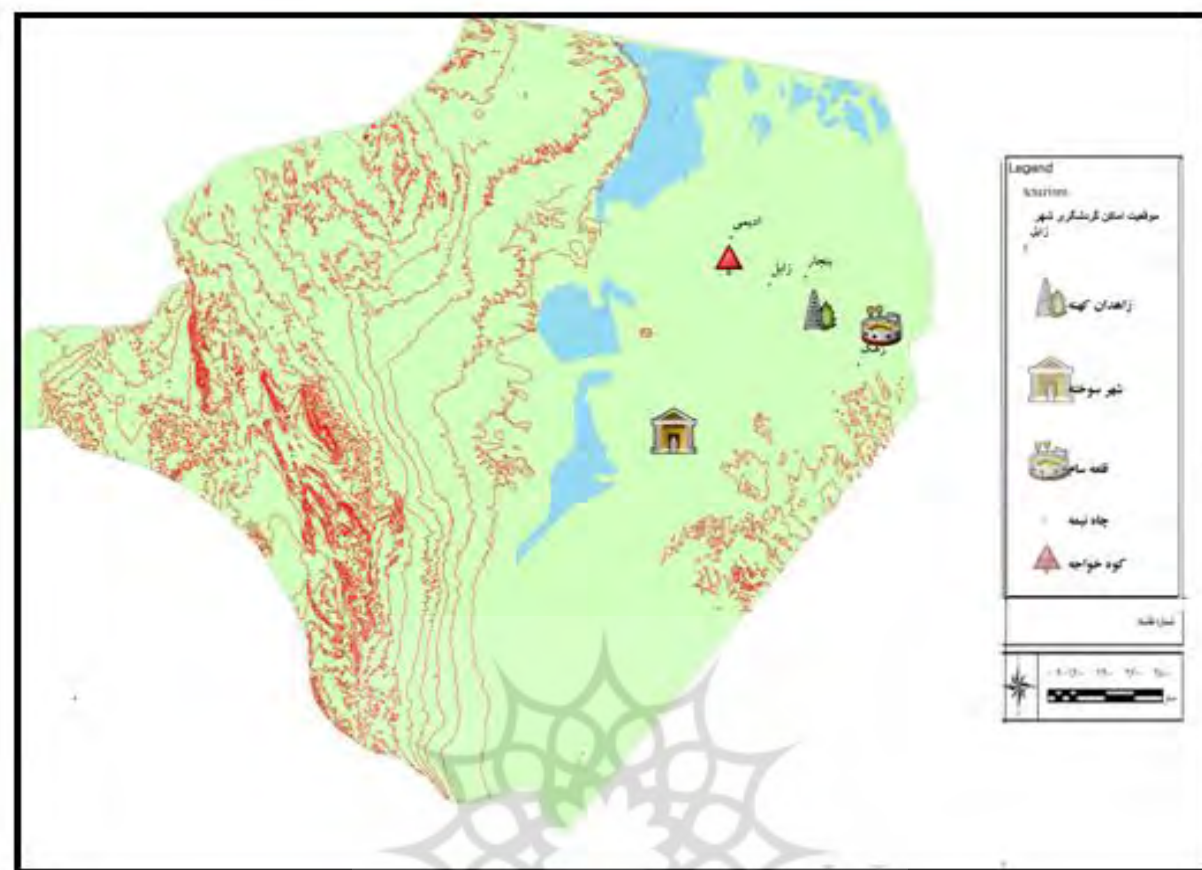 ادیمی
زابل
بنجار
زهک
Legend
موقعیت اماکن گردشگری شهر
زابل
زاهدان کهنه
شهر سوخته
قلعه سام
چاه نیمه
کوه خواجه